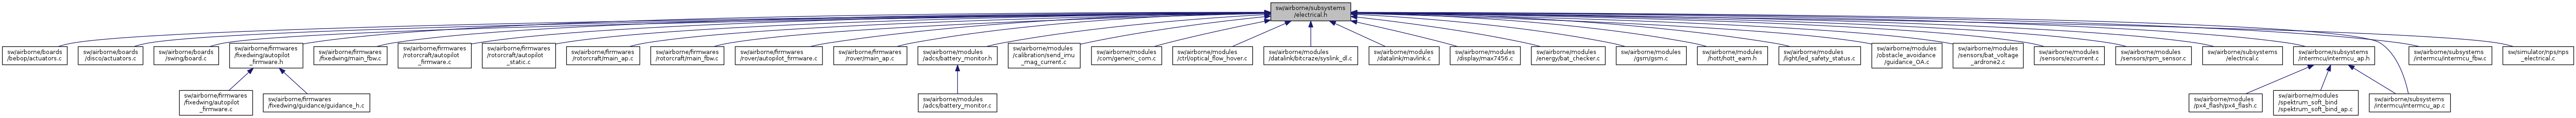 sw/airborne/subsystems
/electrical.h
sw/airborne/boards
/bebop/actuators.c
sw/airborne/boards
/disco/actuators.c
sw/airborne/boards
/swing/board.c
sw/airborne/firmwares
/fixedwing/autopilot
_firmware.h
sw/airborne/firmwares
/fixedwing/main_fbw.c
sw/airborne/firmwares
/rotorcraft/autopilot
_firmware.c
sw/airborne/firmwares
/rotorcraft/autopilot
_static.c
sw/airborne/firmwares
/rotorcraft/main_ap.c
sw/airborne/firmwares
/rotorcraft/main_fbw.c
sw/airborne/firmwares
/rover/autopilot_firmware.c
sw/airborne/firmwares
/rover/main_ap.c
sw/airborne/modules
/adcs/battery_monitor.h
sw/airborne/modules
/calibration/send_imu
_mag_current.c
sw/airborne/modules
/com/generic_com.c
sw/airborne/modules
/ctrl/optical_flow_hover.c
sw/airborne/modules
/datalink/bitcraze/syslink_dl.c
sw/airborne/modules
/datalink/mavlink.c
sw/airborne/modules
/display/max7456.c
sw/airborne/modules
/energy/bat_checker.c
sw/airborne/modules
/gsm/gsm.c
sw/airborne/modules
/hott/hott_eam.h
sw/airborne/modules
/light/led_safety_status.c
sw/airborne/modules
/obstacle_avoidance
/guidance_OA.c
sw/airborne/modules
/sensors/bat_voltage
_ardrone2.c
sw/airborne/modules
/sensors/ezcurrent.c
sw/airborne/modules
/sensors/rpm_sensor.c
sw/airborne/subsystems
/electrical.c
sw/airborne/subsystems
/intermcu/intermcu_ap.h
sw/airborne/subsystems
/intermcu/intermcu_fbw.c
sw/simulator/nps/nps
_electrical.c
sw/airborne/firmwares
/fixedwing/autopilot
_firmware.c
sw/airborne/firmwares
/fixedwing/guidance/guidance_h.c
sw/airborne/modules
/adcs/battery_monitor.c
sw/airborne/modules
/px4_flash/px4_flash.c
sw/airborne/modules
/spektrum_soft_bind
/spektrum_soft_bind_ap.c
sw/airborne/subsystems
/intermcu/intermcu_ap.c